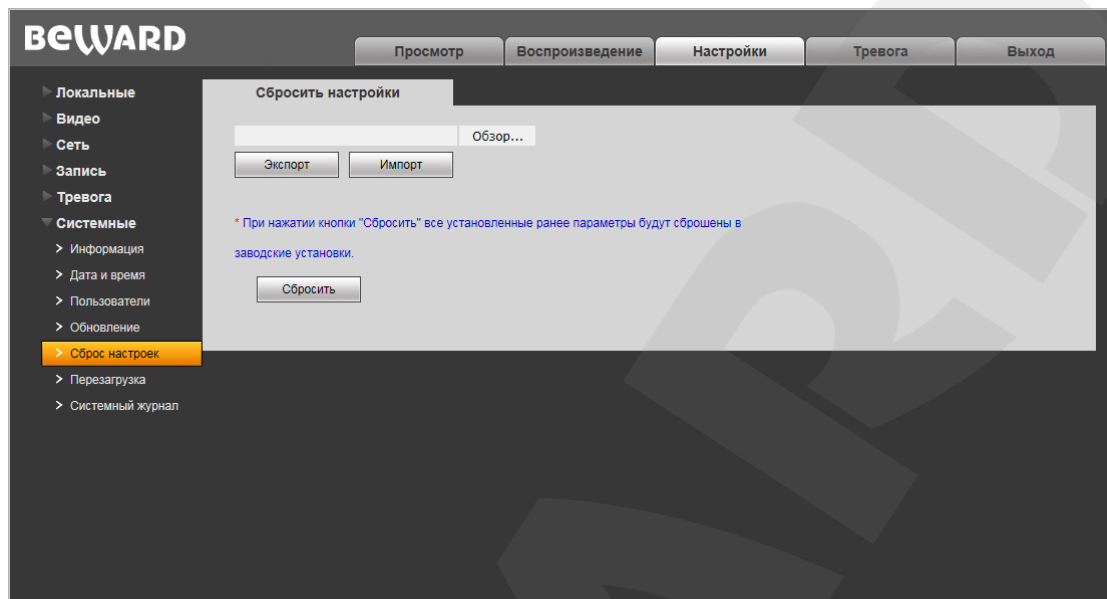 BEWARD
Просмотр Воспроизведение Настройки Тревога Выход
Локальные
Видео
Сеть
Запись
Тревога
Системные
Информация
Дата и время
Пользователи
Обновление
Сброс настроек
Перезагрузка
Системный журнал
Сбросить настройки
Обзор...
Экспорт Импорт
* При нажатии кнопки "Сбросить" все установленные ранее параметры будут сброшены в
заводские установки.
Сбросить